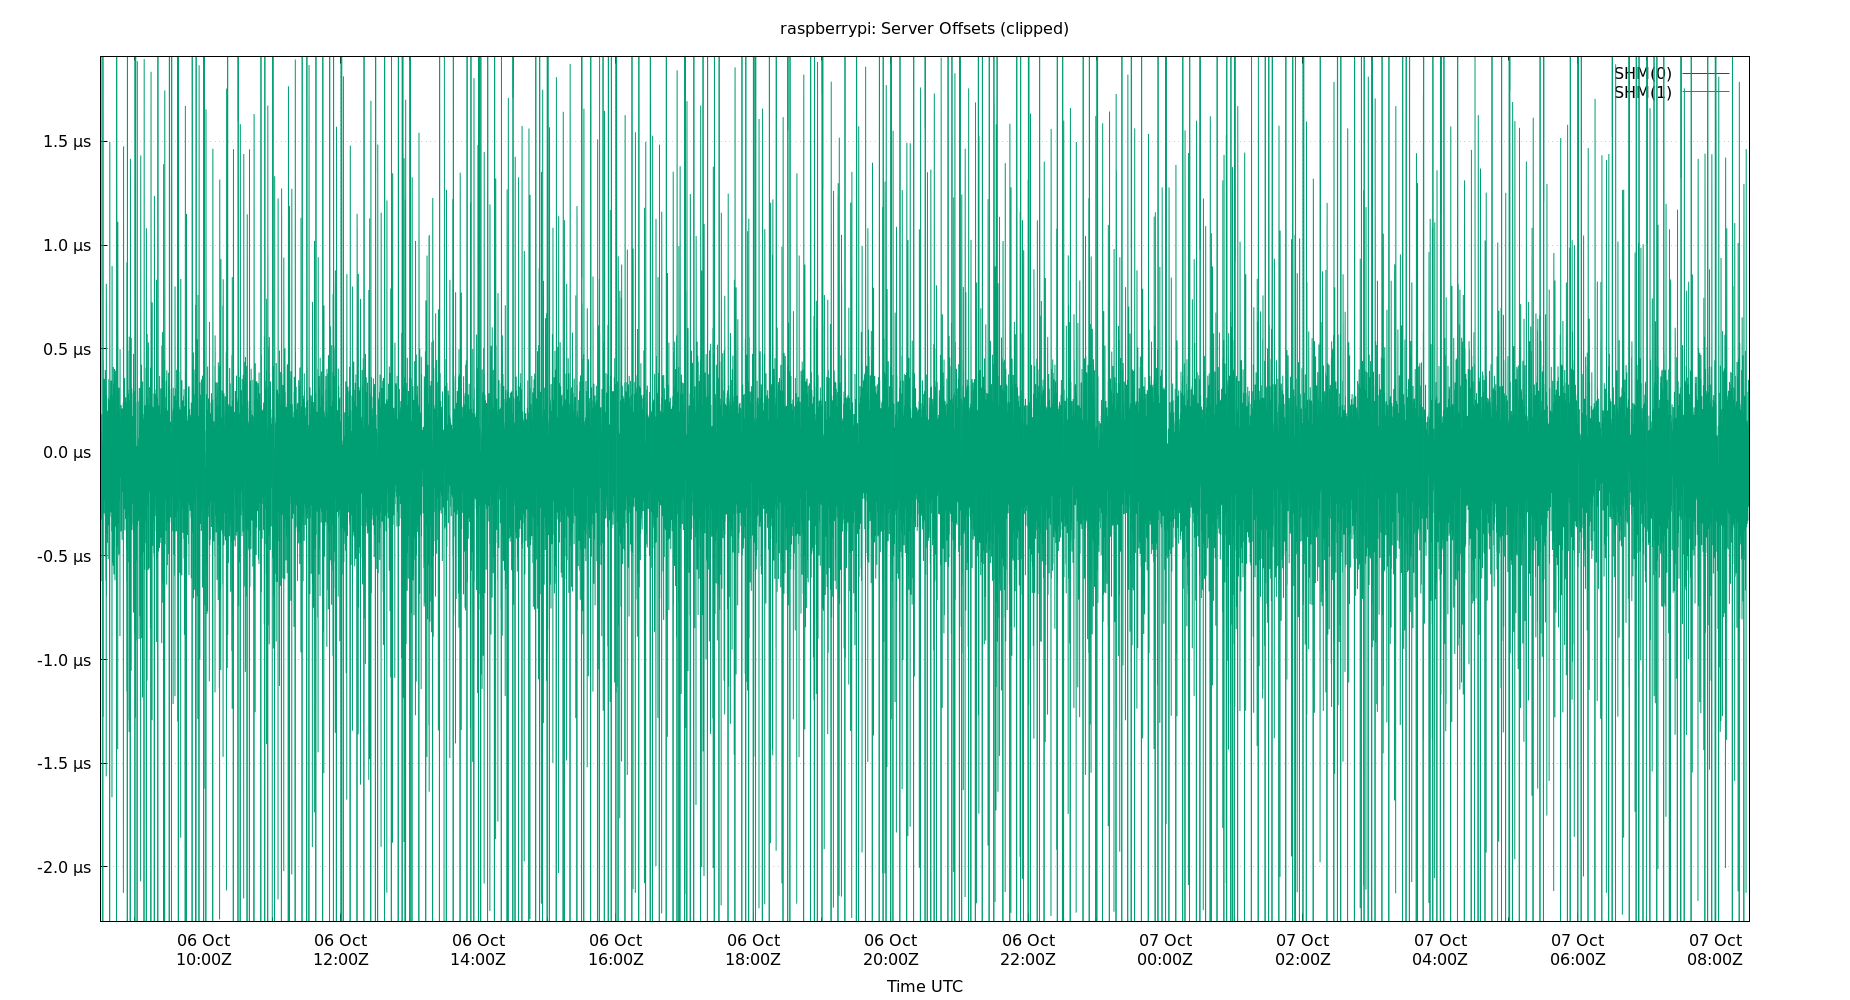 raspberrypi: Server Offsets (clipped)
SHM(0)
SHM(1)
1.5 µs
1.0 µs
0.5 µs
0.0 µs
-0.5 µs
-1.0 µs
-1.5 µs
-2.0 µs
06 Oct 06 Oct 06 Oct 06 Oct 06 Oct 06 Oct 06 Oct 07 Oct 07 Oct 07 Oct 07 Oct 07 Oct
10:00Z 12:00Z 14:00Z 16:00Z 18:00Z 20:00Z 22:00Z 00:00Z 02:00Z 04:00Z 06:00Z 08:00Z
Time UTC